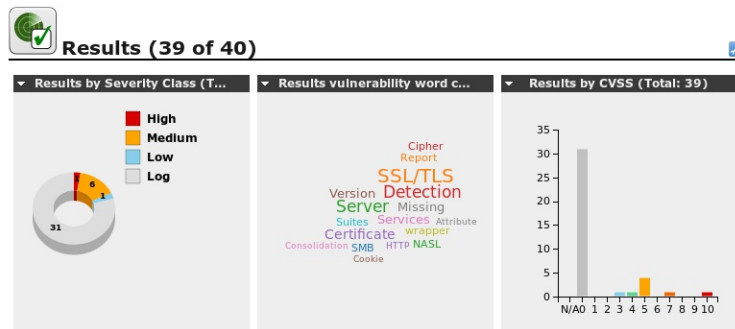 Results (39 of 40)
Results by Severity Class (T...
Results vulnerability word c...
Results by CVSS (Total: 39)
High
Medium
Low
Log
1
6
1
31
Cipher
Report
SSL/TLS
Version Detection
Server Missing
Suites Services Attribute
Certificate wrapper
Consolidation SMB HTTP NASL
Cookie
35
30
25
20
15
10
5
0
N/A0 1 2 3 4 5 6 7 8 9 10